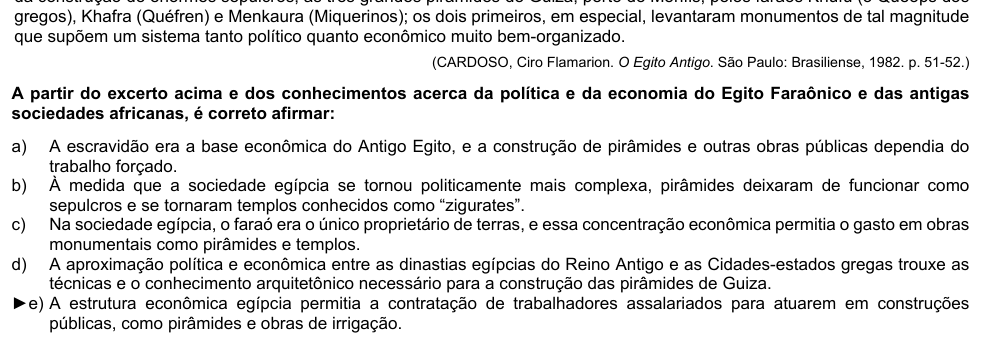 gregos), Khafra (Quéfren) e Menkaura (Miquerinos); os dois primeiros, em especial, levantaram monumentos de tal magnitude
que supõem um sistema tanto político quanto econômico muito bem-organizado.
(CARDOSO, Ciro Flamarion. O Egito Antigo. São Paulo: Brasiliense, 1982. p. 51-52.)
A partir do excerto acima e dos conhecimentos acerca da política e da economia do Egito Faraônico e das antigas
sociedades africanas, é correto afirmar:
a) A escravidão era a base econômica do Antigo Egito, e a construção de pirâmides e outras obras públicas dependia do
trabalho forçado.
b) À medida que a sociedade egípcia se tornou politicamente mais complexa, pirâmides deixaram de funcionar como
sepulcros e se tornaram templos conhecidos como “zigurates”.
c) Na sociedade egípcia, o faraó era o único proprietário de terras, e essa concentração econômica permitia o gasto em obras
monumentais como pirâmides e templos.
d) A aproximação política e econômica entre as dinastias egípcias do Reino Antigo e as Cidades-estados gregas trouxe as
técnicas e o conhecimento arquitetônico necessário para a construção das pirâmides de Guiza.
►e) A estrutura econômica egípcia permitia a contratação de trabalhadores assalariados para atuarem em construções
públicas, como pirâmides e obras de irrigação.